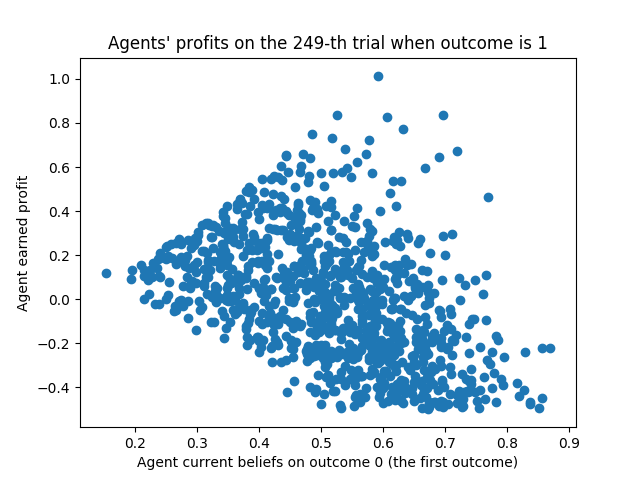 Agents' profits on the 249-th trial when outcome is 1
1.0
0.8
0.6
0.4
0.2
0.0
−0.2
−0.4
Agent earned profit
0.2 0.3 0.4 0.5 0.6 0.7 0.8 0.9
Agent current beliefs on outcome 0 (the first outcome)